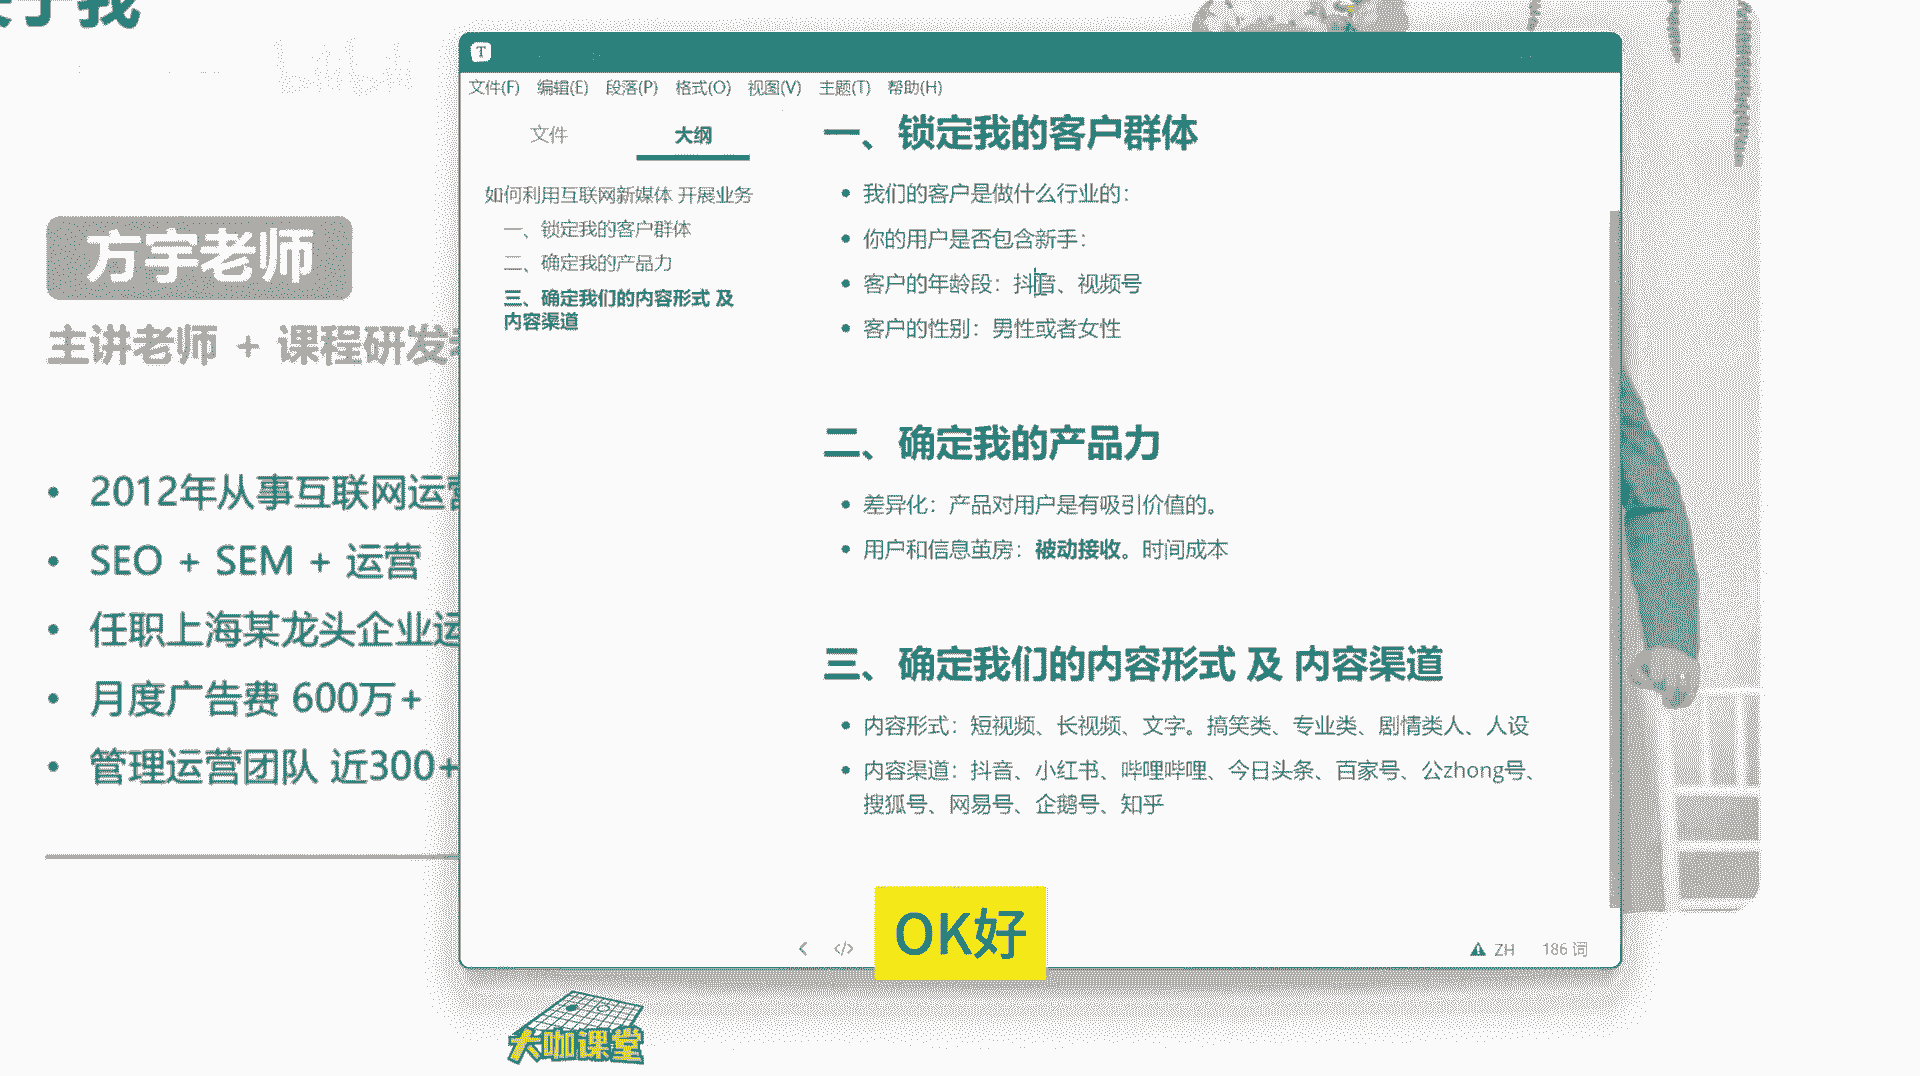 bilibili
方宇老师
主讲老师 + 课程研发
2012年从事互联网运营
SEO + SEM + 运营
任职上海某龙头企业运
月度广告费 600万+
管理运营团队 近300+
T
文件(F) 编辑(E) 段落(P) 格式(O) 视图(V) 主题(T) 帮助(H)
文件 大纲
如何利用互联网新媒体 开展业务
一、锁定我的客户群体
二、确定我的产品力
三、确定我们的内容形式 及
内容渠道
一、锁定我的客户群体
我们的客户是做什么行业的：
你的用户是否包含新手：
客户的年龄段：抖音、视频号
客户的性别：男性或者女性
二、确定我的产品力
差异化：产品对用户是有吸引价值的。
用户和信息茧房：被动接收。时间成本
三、确定我们的内容形式 及 内容渠道
内容形式：短视频、长视频、文字。搞笑类、专业类、剧情类人、人设
内容渠道：抖音、小红书、哔哩哔哩、今日头条、百家号、公zhong号、
搜狐号、网易号、企鹅号、知乎
OK好
ZH 186 词
大咖课堂